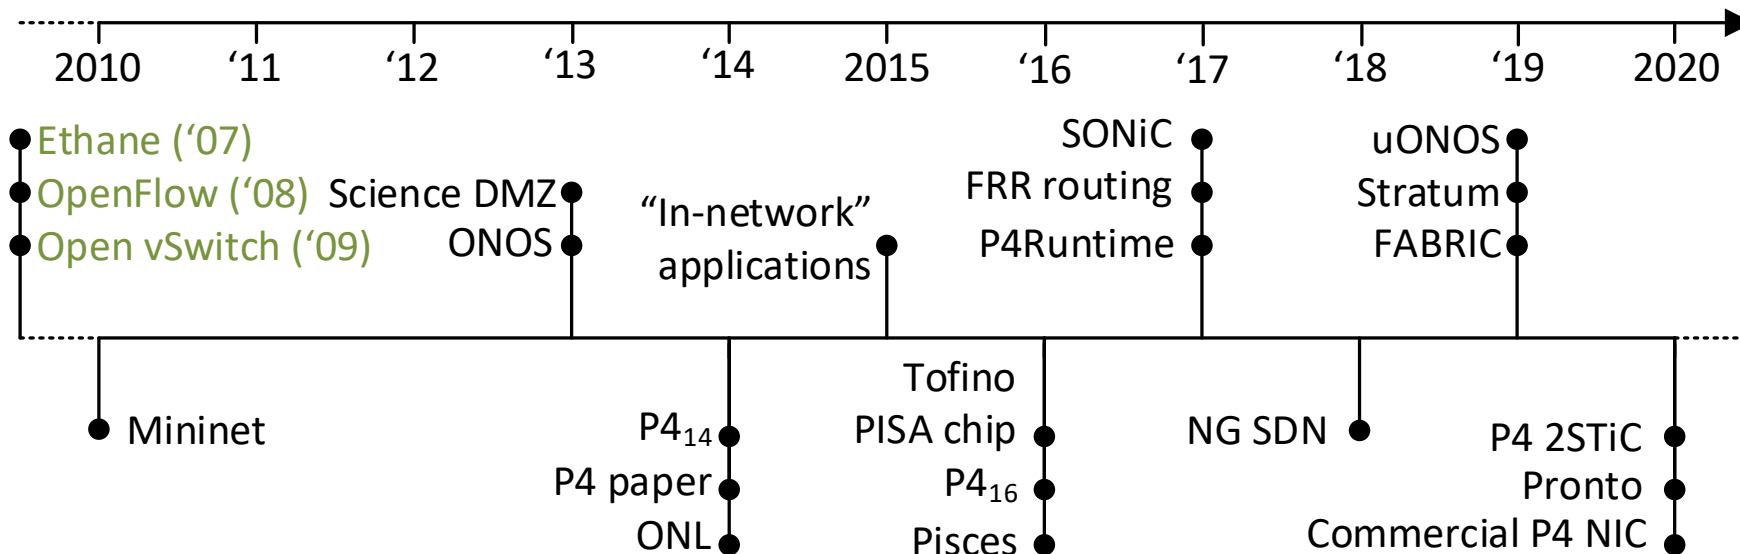 2010 ‘11 ‘12 ‘13 ‘14 2015 ‘16 ‘17 ‘18 ‘19 2020
Ethane (‘07)
OpenFlow (‘08)
Open vSwitch (‘09)
Science DMZ
ONOS
“In-network”
applications
SONiC
FRR routing
P4Runtime
uONOS
Stratum
FABRIC
Mininet
P4₁₄
P4 paper
ONL
Tofino
PISA chip
P4₁₆
Pisces
NG SDN
P4 2STiC
Pronto
Commercial P4 NIC